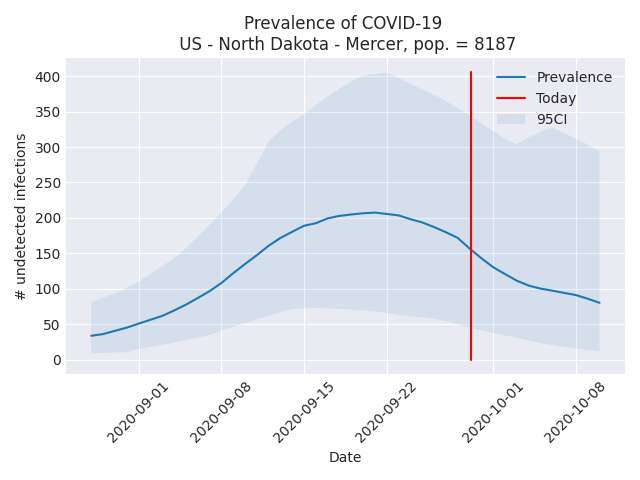 Prevalence of COVID-19
US - North Dakota - Mercer, pop. = 8187
Prevalence
Today
95CI
# undetected infections
400
350
300
250
200
150
100
50
0
2020-09-01
2020-09-08
2020-09-15
2020-09-22
2020-10-01
2020-10-08
Date